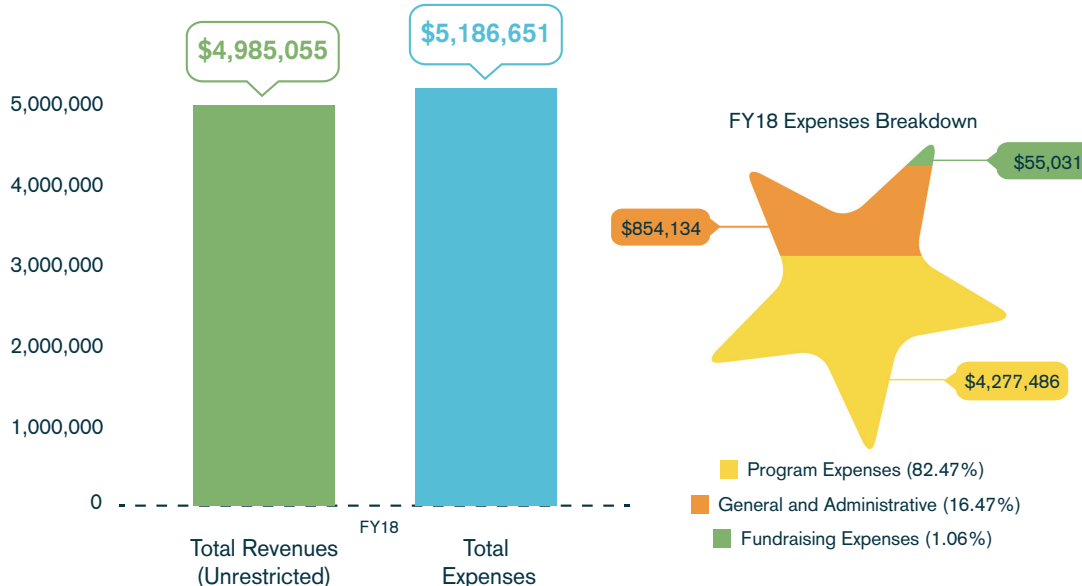 $4,985,055
$5,186,651
5,000,000
4,000,000
3,000,000
2,000,000
1,000,000
0
FY18
Total Revenues
(Unrestricted)
Total
Expenses
FY18 Expenses Breakdown
$55,031
$854,134
$4,277,486
Program Expenses (82.47%)
General and Administrative (16.47%)
Fundraising Expenses (1.06%)